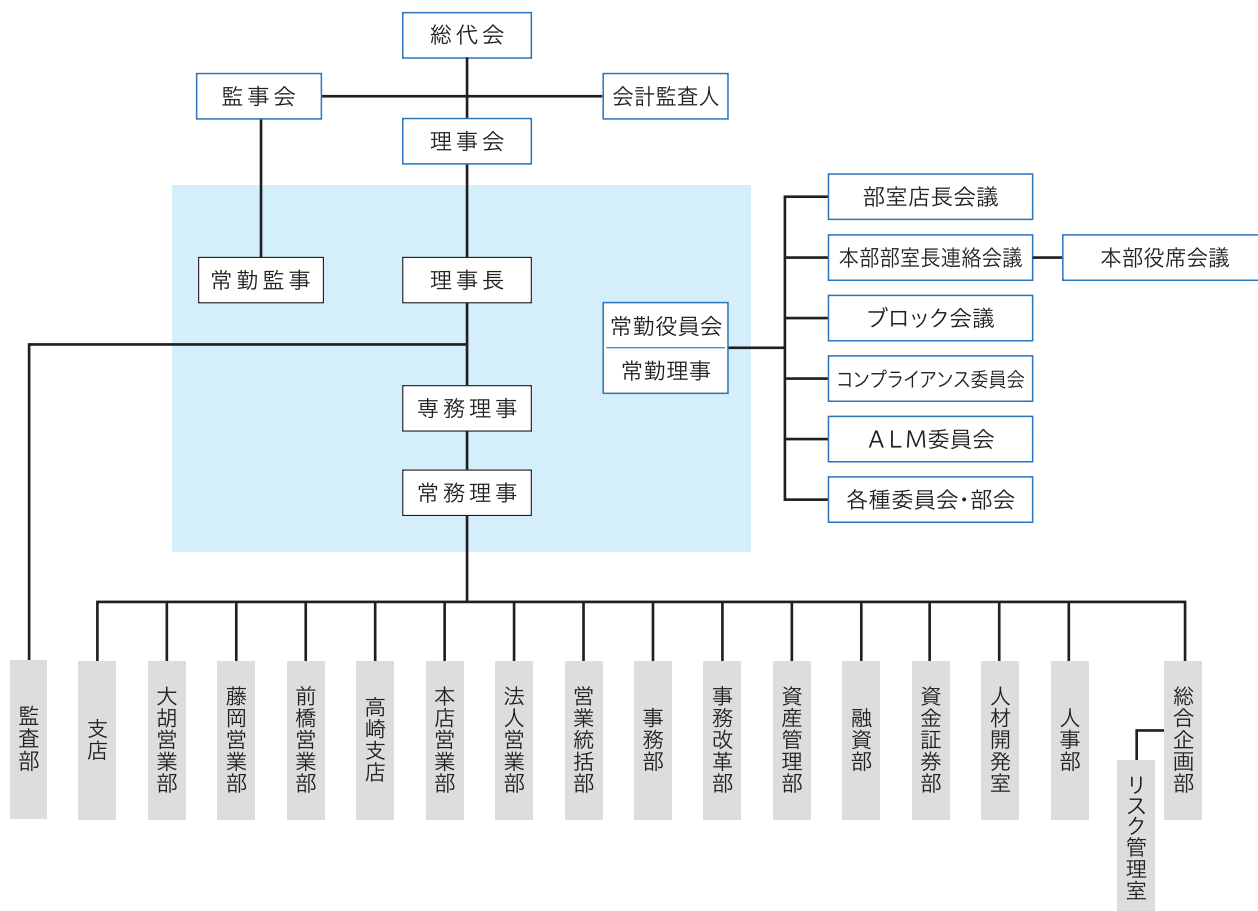 総代会
監事会
会計監査人
理事会
部室店長会議
本部部室長連絡会議
本部役席会議
常勤監事
理事長
ブロック会議
常勤役員会
常勤理事
コンプライアンス委員会
専務理事
ALM委員会
常務理事
各種委員会・部会
監査部
支店
大胡営業部
藤岡営業部
前橋営業部
高崎支店
本店営業部
法人営業部
営業統括部
事務部
事務改革部
資産管理部
融資部
資金証券部
人材開発室
人事部
総合企画部
リスク管理室